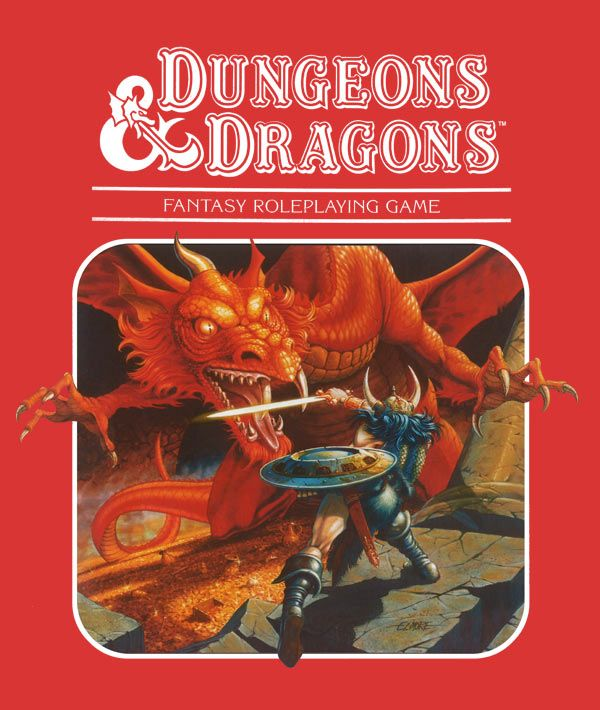 DUNGEONS
& DRAGONS™
FANTASY ROLEPLAYING GAME
ELMORE